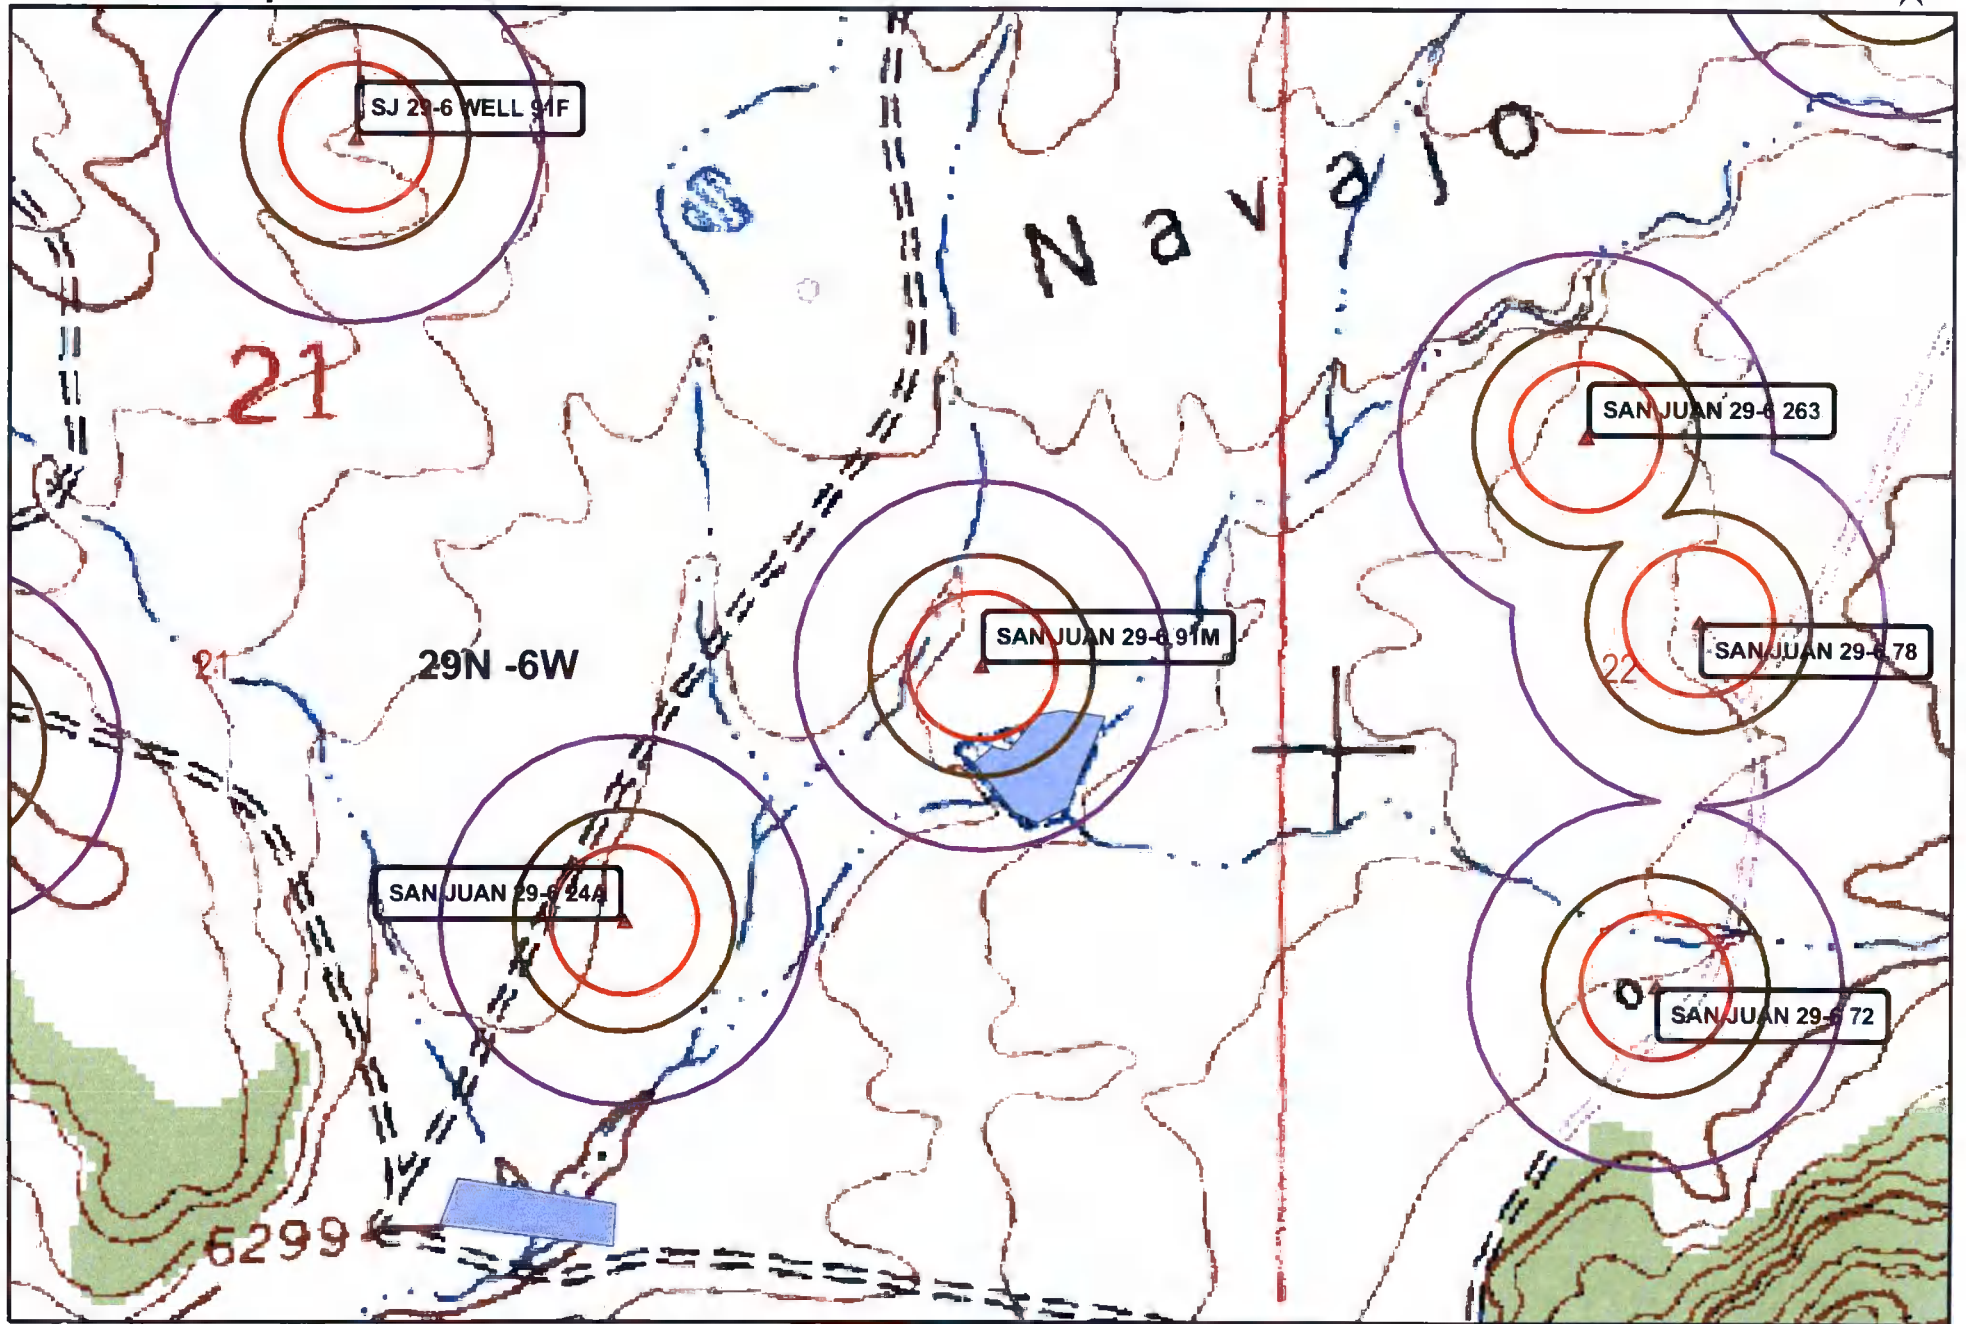 SJ 29-6 WELL 91F
Navajo
21
SAN JUAN 29-6 263
SAN JUAN 29-6 91M
SAN JUAN 29-6 78
21
29N -6W
22
SAN JUAN 29-6 24A
SAN JUAN 29-6 72
6299